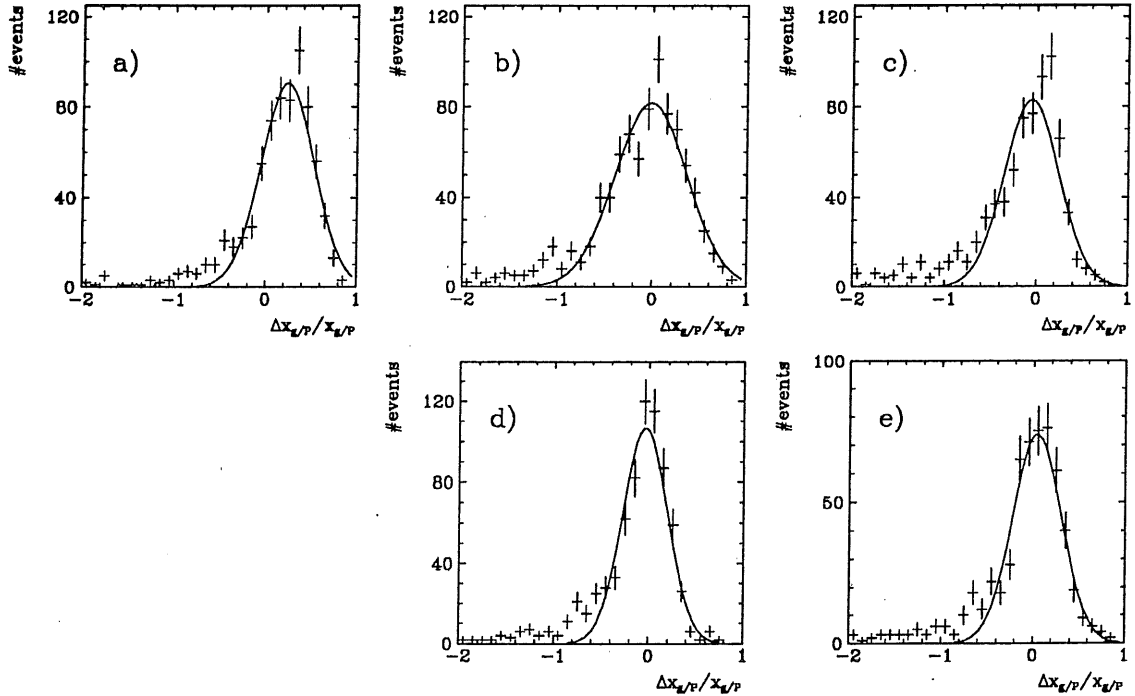 #events
120
80
40
0
a)
-2
-1
0
1
Δx_g/P/x_g/P
#events
120
80
40
0
b)
-2
-1
0
1
Δx_g/P/x_g/P
#events
120
80
40
0
c)
-2
-1
0
1
Δx_g/P/x_g/P
#events
120
80
40
0
d)
-2
-1
0
1
Δx_g/P/x_g/P
#events
100
50
0
e)
-2
-1
0
1
Δx_g/P/x_g/P